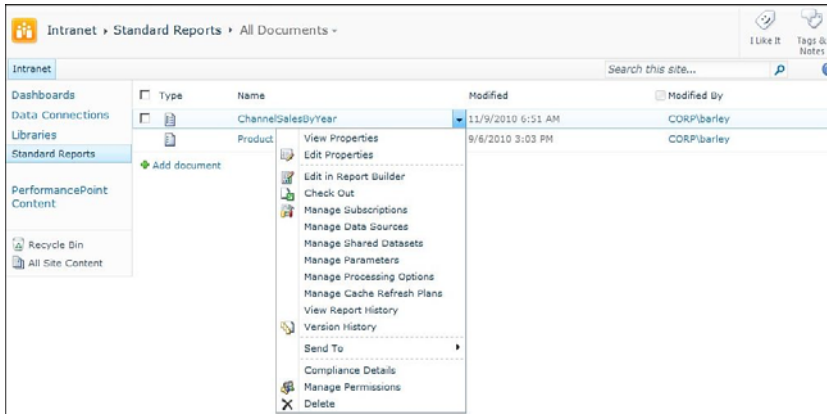 Intranet ▸ Standard Reports ▸ All Documents
I Like It
Tags &
Notes
Intranet
Search this site...
Dashboards
Data Connections
Libraries
Standard Reports
PerformancePoint
Content
Recycle Bin
All Site Content
Type Name Modified Modified By
ChannelSalesByYear 11/9/2010 6:51 AM CORP\barley
Product 9/6/2010 3:03 PM CORP\barley
Add document
View Properties
Edit Properties
Edit in Report Builder
Check Out
Manage Subscriptions
Manage Data Sources
Manage Shared Datasets
Manage Parameters
Manage Processing Options
Manage Cache Refresh Plans
View Report History
Version History
Send To
Compliance Details
Manage Permissions
Delete